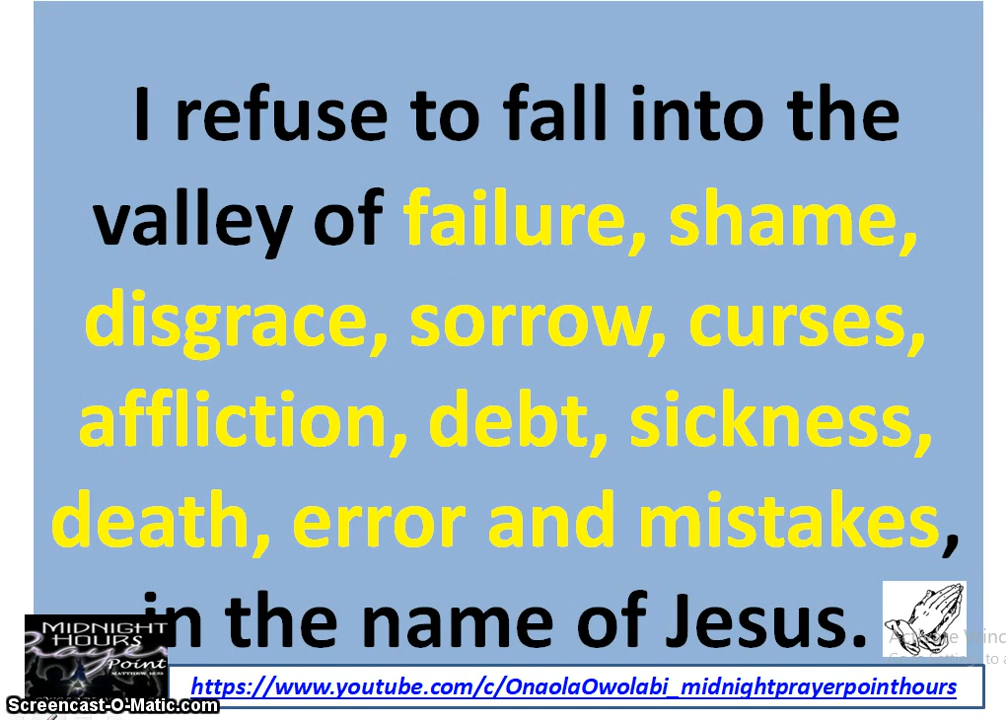 I refuse to fall into the
valley of failure, shame,
disgrace, sorrow, curses,
affliction, debt, sickness,
death, error and mistakes,
in the name of Jesus.
MIDNIGHT
HOURS
Point
https://www.youtube.com/c/OnaolaOwolabi_midnightprayerpointhours
Screencast-O-Matic.com